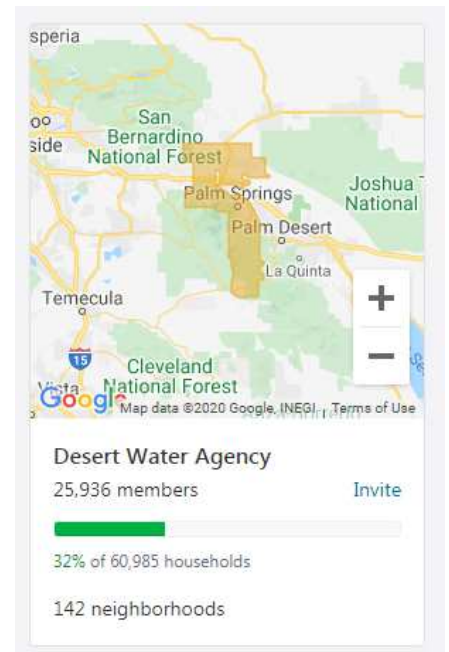 speria
San
Bernardino
National Forest
oo
side
Joshua
National
Palm Springs
Palm Desert
La Quinta
Temecula
15
Cleveland
National Forest
Vista
+
−
Google
Map data ©2020 Google, INEGI
Terms of Use
Desert Water Agency
25,936 members
Invite
32% of 60,985 households
142 neighborhoods